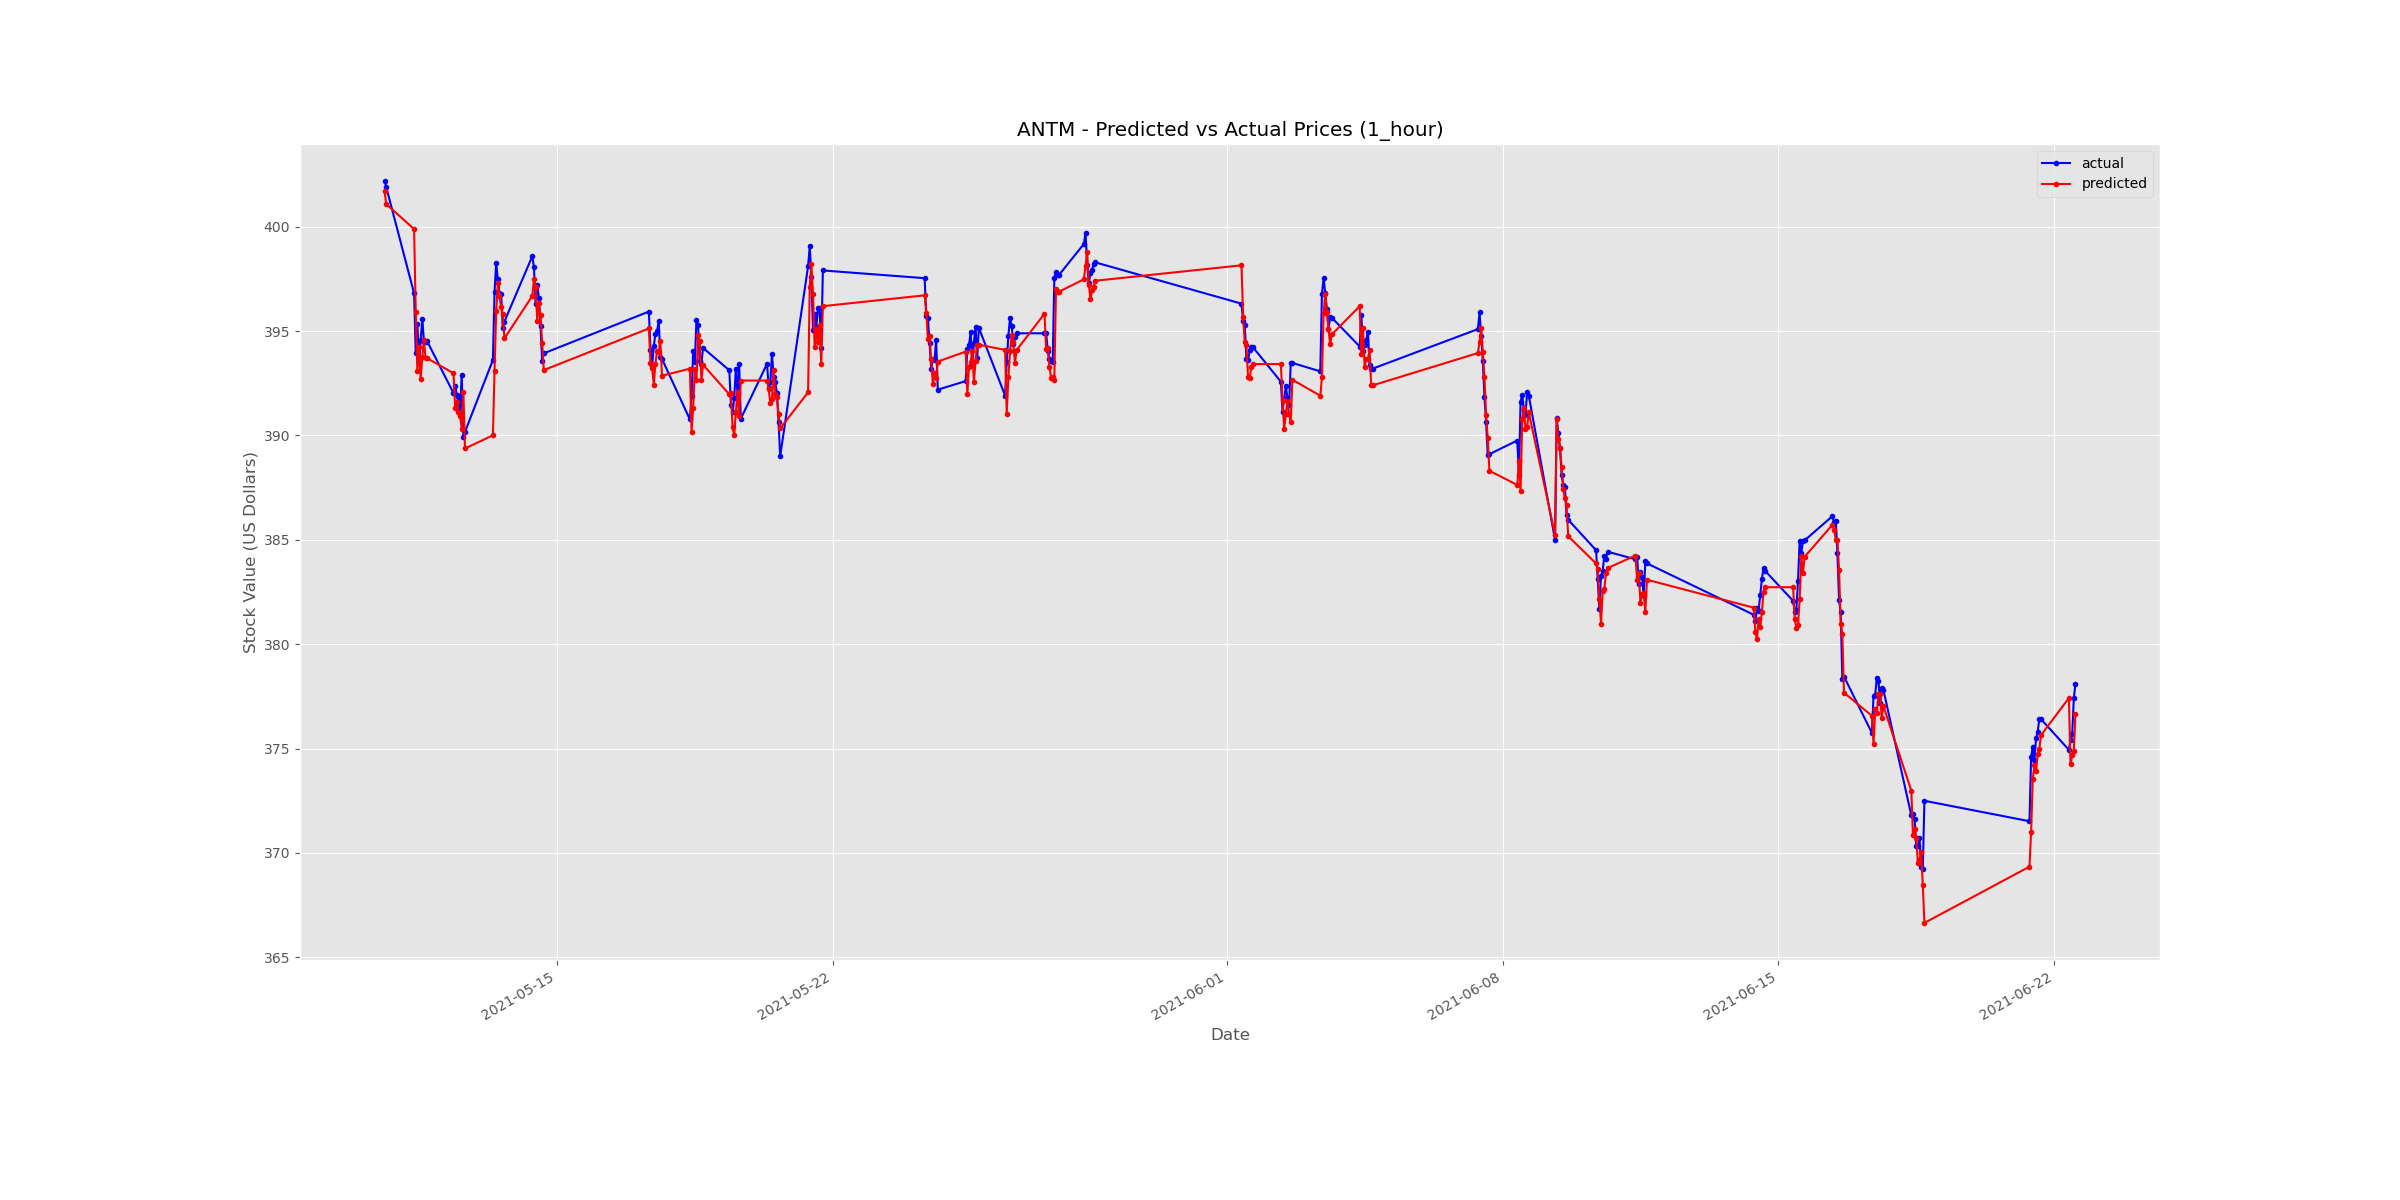 ANTM - Predicted vs Actual Prices (1_hour)
actual
predicted
400
395
390
385
380
375
370
365
Stock Value (US Dollars)
2021-05-15
2021-05-22
2021-06-01
2021-06-08
2021-06-15
2021-06-22
Date